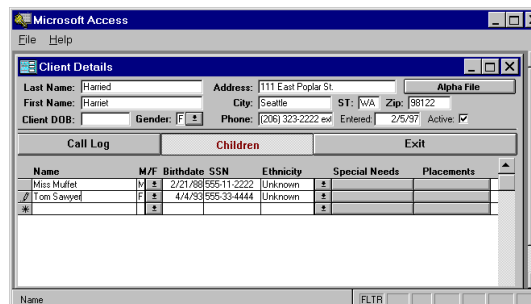 Microsoft Access
File Help
Client Details
Last Name: Harried Address: 111 East Poplar St. Alpha File
First Name: Harriet City: Seattle ST: WA Zip: 98122
Client DOB: Gender: F Phone: (206) 323-2222 ext Entered: 2/5/97 Active:
Call Log Children Exit
Name M/F Birthdate SSN Ethnicity Special Needs Placements
Miss Muffet M 2/21/88 555-11-2222 Unknown
Tom Sawyer F 4/4/93 555-33-4444 Unknown
Name FLTR